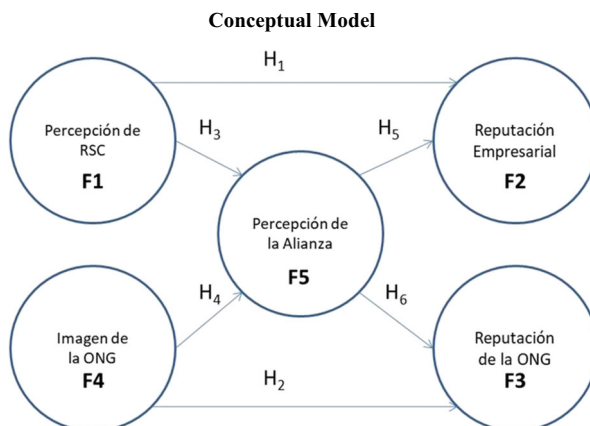 Conceptual Model
H1
Percepción de
RSC
F1
H3
H5
Reputación
Empresarial
F2
Percepción de
la Alianza
F5
Imagen de
la ONG
F4
H4
H6
Reputación
de la ONG
F3
H2